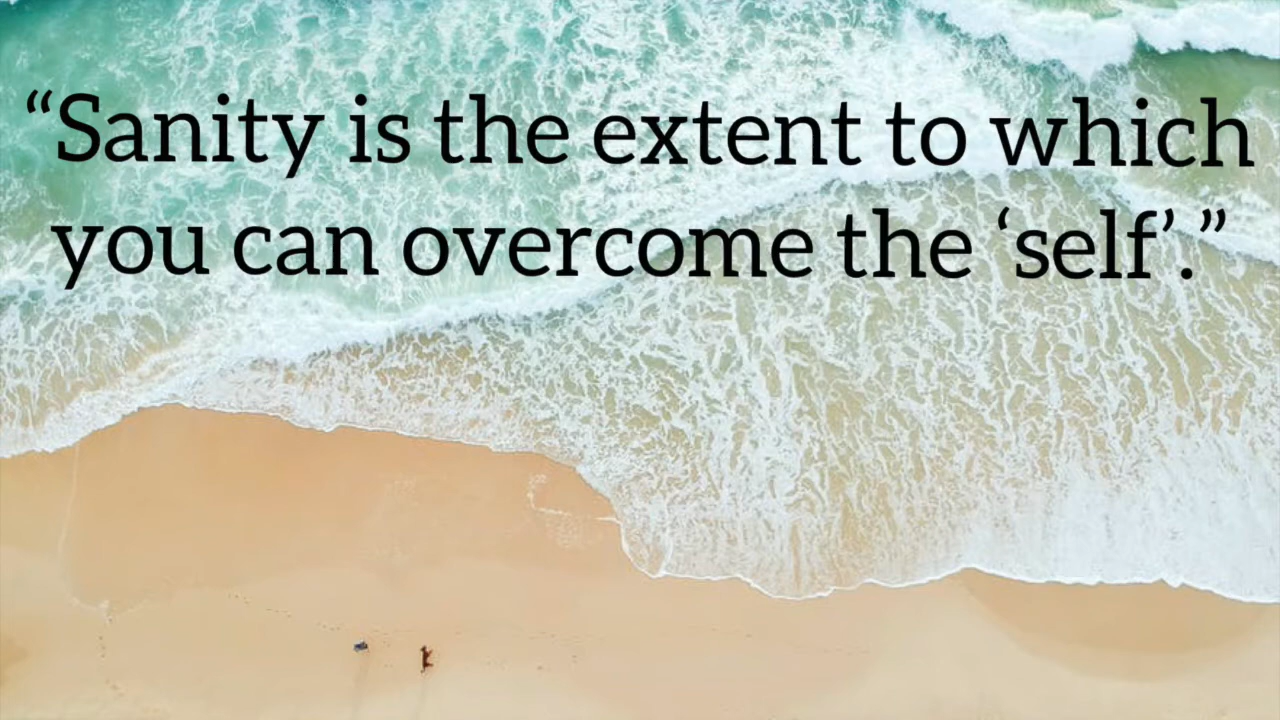 “Sanity is the extent to which
you can overcome the ‘self’.”